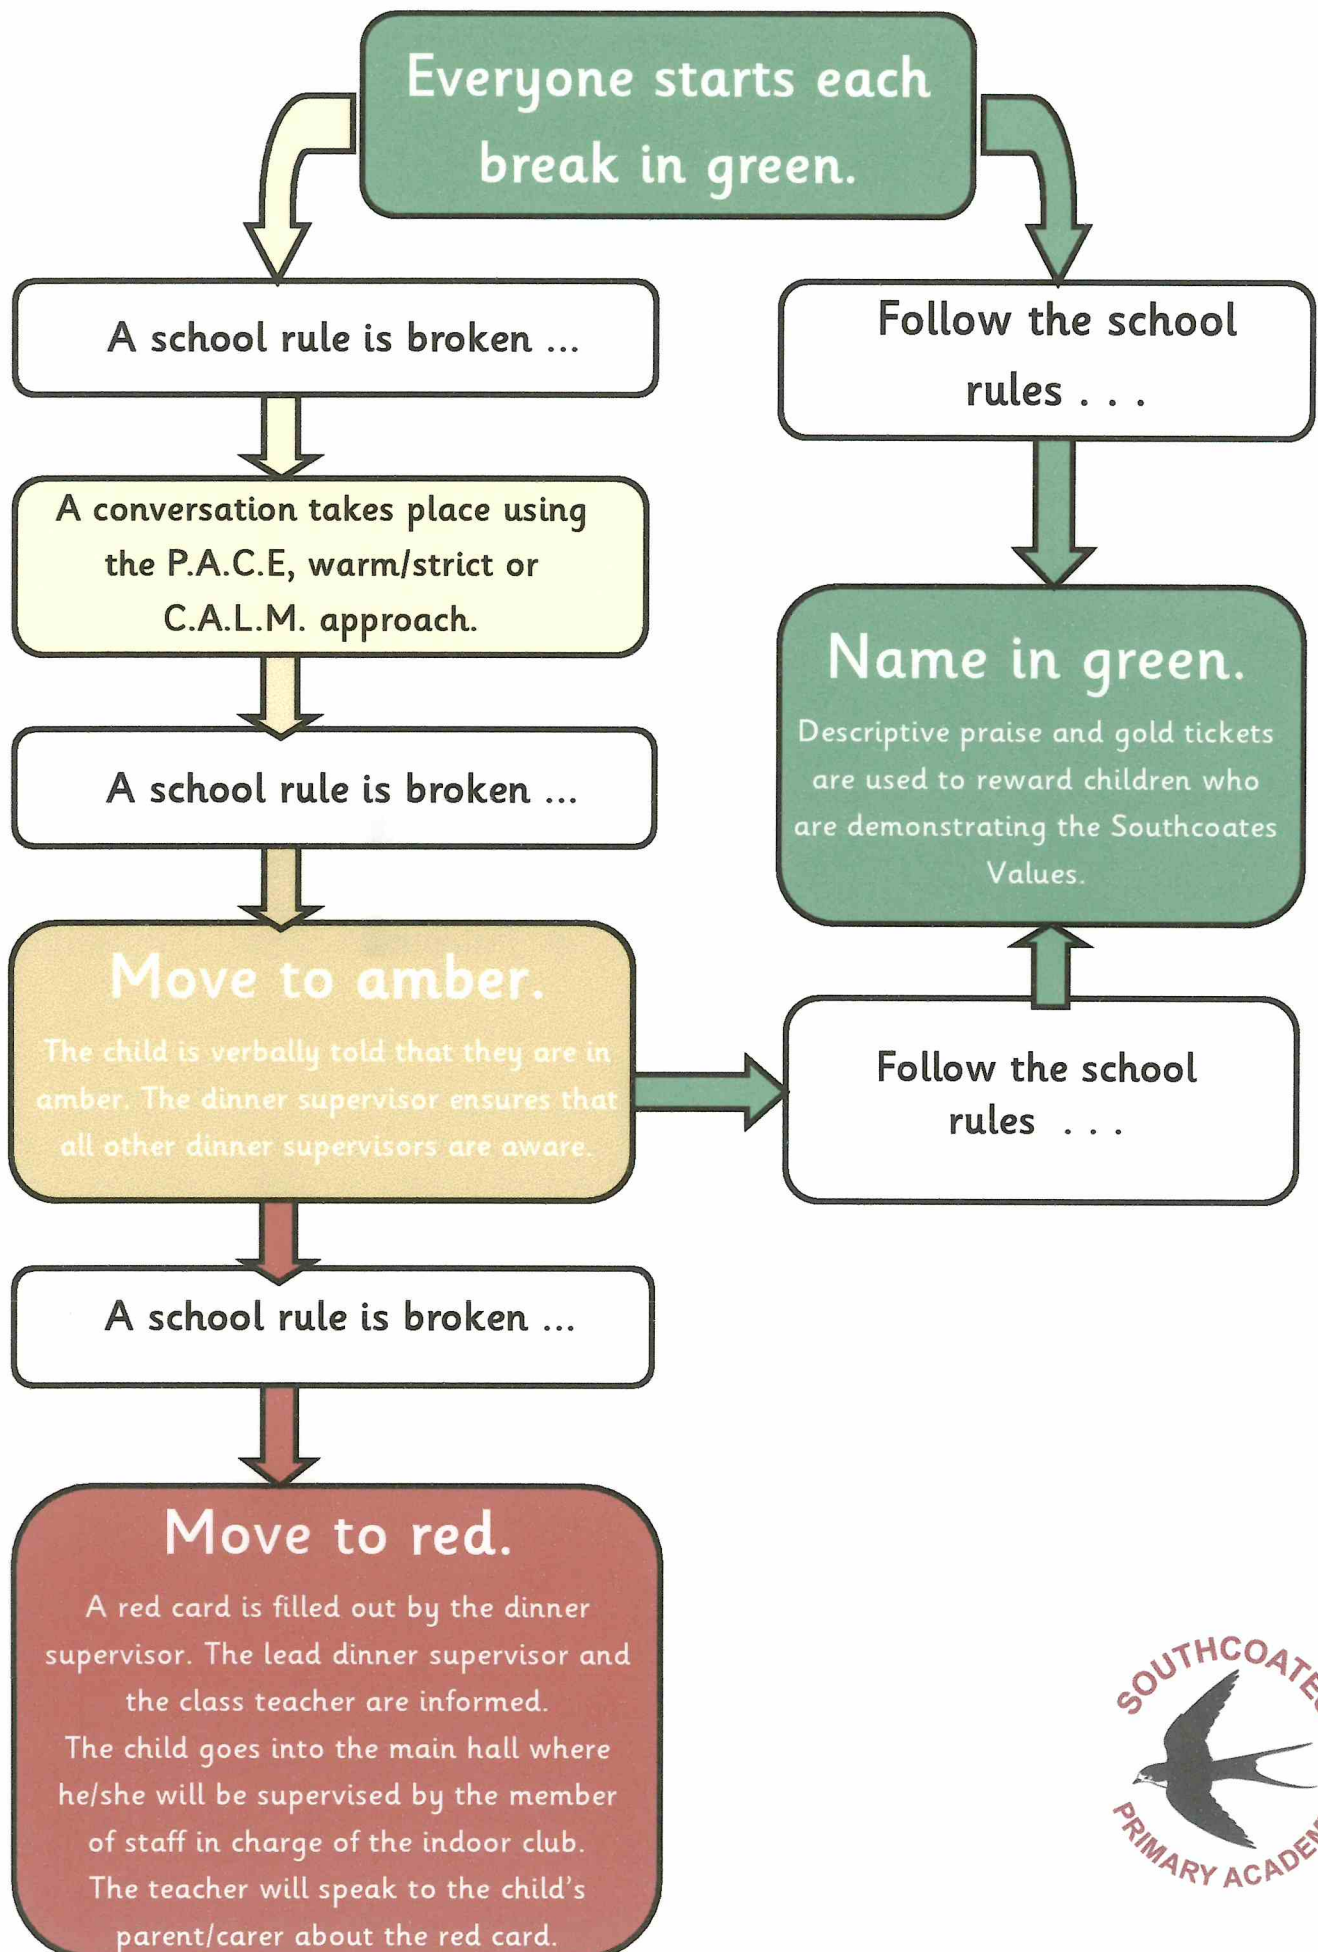 Everyone starts each
break in green.
A school rule is broken ...
A conversation takes place using
the P.A.C.E, warm/strict or
C.A.L.M. approach.
A school rule is broken ...
Move to amber.
The child is verbally told that they are in
amber. The dinner supervisor ensures that
all other dinner supervisors are aware.
A school rule is broken ...
Move to red.
A red card is filled out by the dinner
supervisor. The lead dinner supervisor and
the class teacher are informed.
The child goes into the main hall where
he/she will be supervised by the member
of staff in charge of the indoor club.
The teacher will speak to the child's
parent/carer about the red card.
Follow the school
rules . . .
Name in green.
Descriptive praise and gold tickets
are used to reward children who
are demonstrating the Southcoates
Values.
Follow the school
rules . . .
SOUTHCOATES
PRIMARY ACADEM